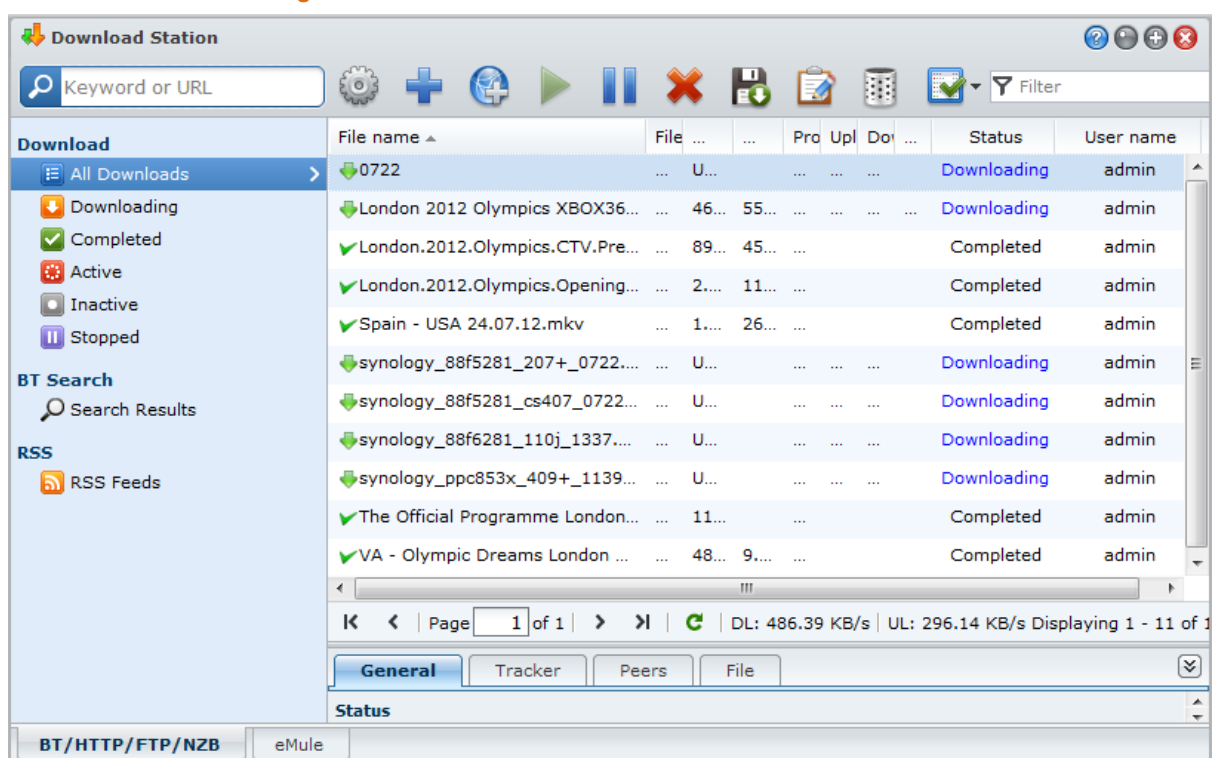 Download Station
Keyword or URL
Filter
Download
All Downloads
Downloading
Completed
Active
Inactive
Stopped
BT Search
Search Results
RSS
RSS Feeds
File name File ... ... Pro Upl Do ... Status User name
0722 ... U... ... ... ... Downloading admin
London 2012 Olympics XBOX36... ... 46... 55... ... ... ... ... Downloading admin
London.2012.Olympics.CTV.Pre... ... 89... 45... ... Completed admin
London.2012.Olympics.Opening... ... 2.... 11... ... Completed admin
Spain - USA 24.07.12.mkv ... 1.... 26... ... Completed admin
synology_88f5281_207+_0722.... ... U... ... ... ... Downloading admin
synology_88f5281_cs407_0722... ... U... ... ... ... Downloading admin
synology_88f6281_110j_1337.... ... U... ... ... ... Downloading admin
synology_ppc853x_409+_1139... ... U... ... ... ... Downloading admin
The Official Programme London... ... 11... ... Completed admin
VA - Olympic Dreams London ... ... 48... 9.... ... Completed admin
Page 1 of 1 DL: 486.39 KB/s UL: 296.14 KB/s Displaying 1 - 11 of
General Tracker Peers File
Status
BT/HTTP/FTP/NZB eMule